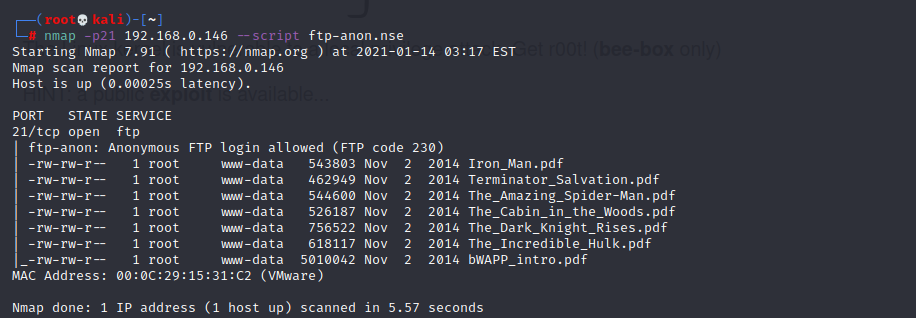 (root💀kali)-[~]
# nmap -p21 192.168.0.146 --script ftp-anon.nse
Starting Nmap 7.91 ( https://nmap.org ) at 2021-01-14 03:17 EST
Get r00t! (bee-box only)
Nmap scan report for 192.168.0.146
Host is up (0.00025s latency).
HINT: a public exploit is available...
PORT   STATE SERVICE
21/tcp open  ftp
| ftp-anon: Anonymous FTP login allowed (FTP code 230)
| -rw-rw-r--   1 root     www-data   543803 Nov  2  2014 Iron_Man.pdf
| -rw-rw-r--   1 root     www-data   462949 Nov  2  2014 Terminator_Salvation.pdf
| -rw-rw-r--   1 root     www-data   544600 Nov  2  2014 The_Amazing_Spider-Man.pdf
| -rw-rw-r--   1 root     www-data   526187 Nov  2  2014 The_Cabin_in_the_Woods.pdf
| -rw-rw-r--   1 root     www-data   756522 Nov  2  2014 The_Dark_Knight_Rises.pdf
| -rw-rw-r--   1 root     www-data   618117 Nov  2  2014 The_Incredible_Hulk.pdf
|_-rw-rw-r--   1 root     www-data  5010042 Nov  2  2014 bWAPP_intro.pdf
MAC Address: 00:0C:29:15:31:C2 (VMware)
Nmap done: 1 IP address (1 host up) scanned in 5.57 seconds